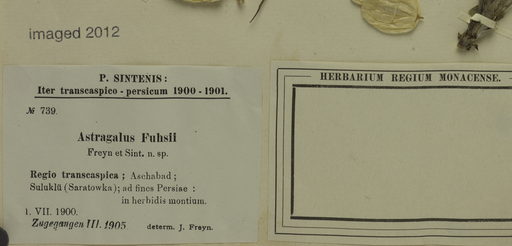 imaged 2012
P. SINTENIS:
Iter transcaspico-persicum 1900-1901.
№ 739.
Astragalus Fuhsii
Freyn et Sint. n. sp.
Regio transcaspica; Aschabad;
Suluklü (Saratowka); ad fines Persiae:
in herbidis montium.
1. VII. 1900.
Zugegangen III. 1905
determ. J. Freyn.
HERBARIUM REGIUM MONACENSE.